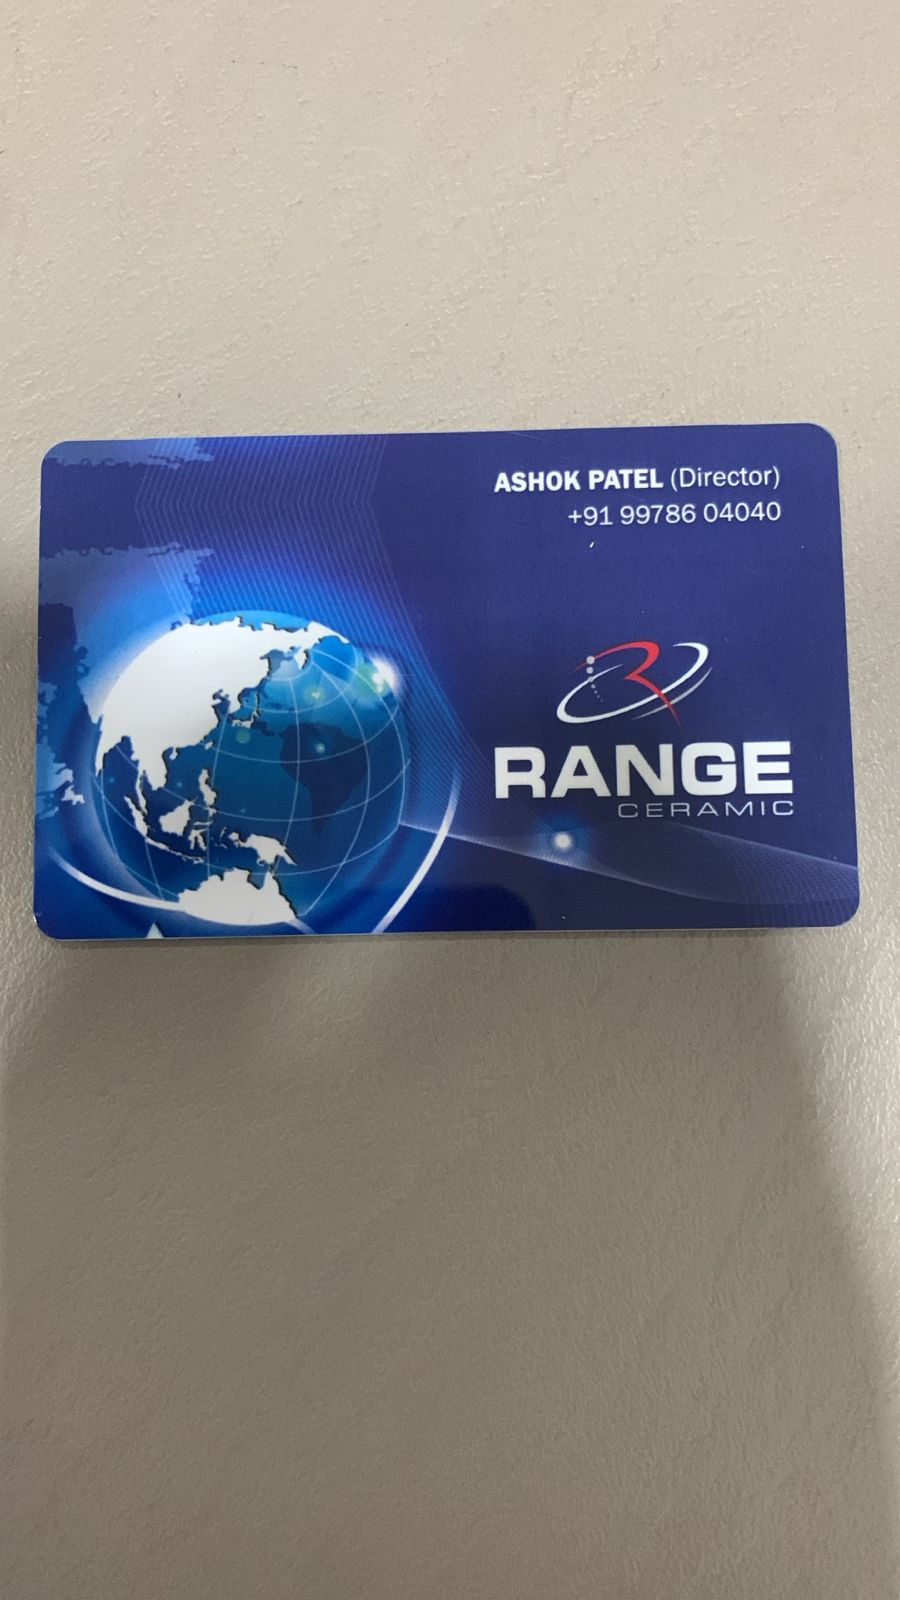 ASHOK PATEL (Director)
+91 99786 04040
RANGE
CERAMIC